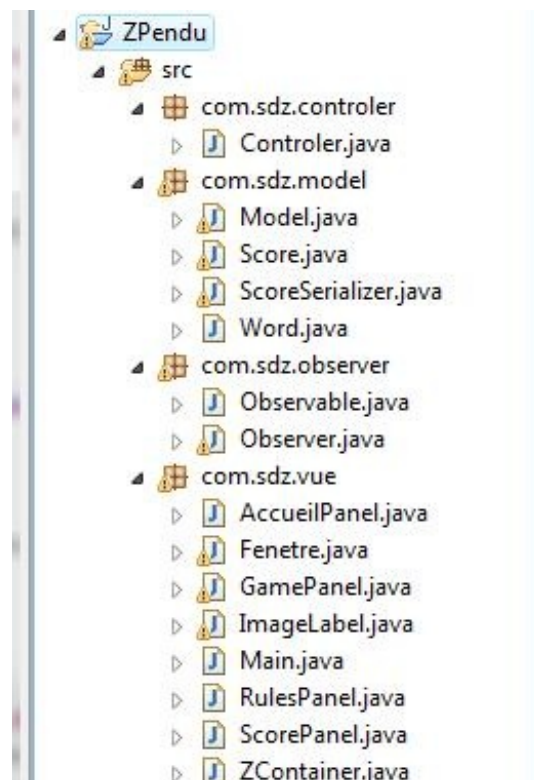 ZPendu
src
com.sdz.controler
Controler.java
com.sdz.model
Model.java
Score.java
ScoreSerializer.java
Word.java
com.sdz.observer
Observable.java
Observer.java
com.sdz.vue
AccueilPanel.java
Fenetre.java
GamePanel.java
ImageLabel.java
Main.java
RulesPanel.java
ScorePanel.java
ZContainer.java